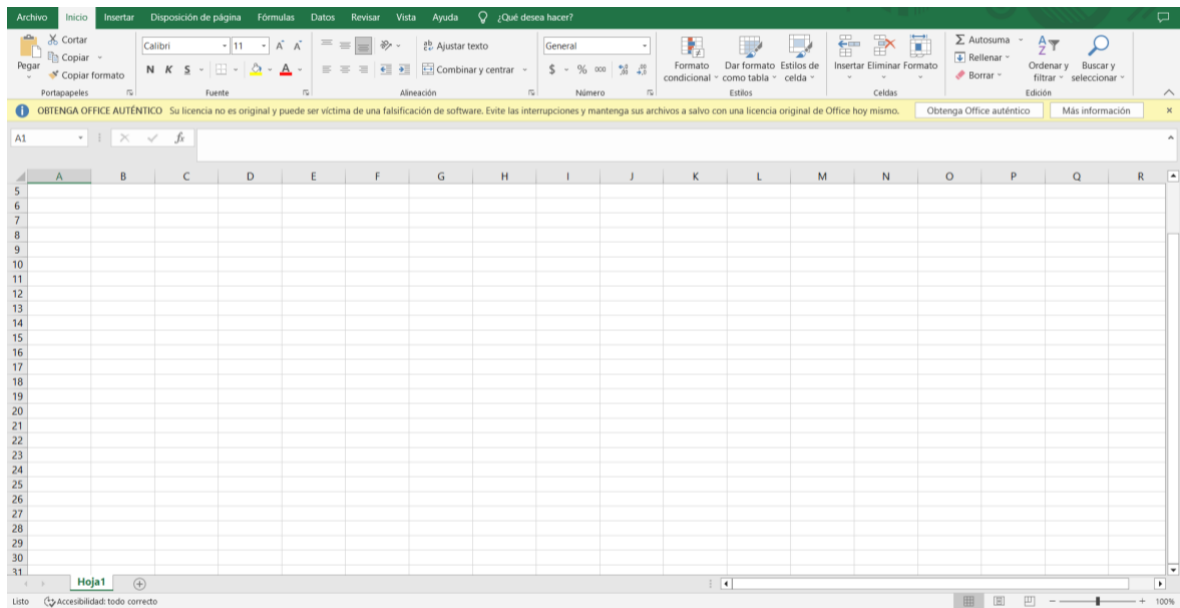 Archivo Inicio Insertar Disposición de página Fórmulas Datos Revisar Vista Ayuda ¿Qué desea hacer?
Pegar Cortar Calibri 11 A A Ajustar texto General Formato condicional Dar formato como tabla Estilos de celda Insertar Eliminar Formato Autosuma Ordenar y filtrar Buscar y seleccionar
Copiar Rellenar
Copiar formato N K S A Combinar y centrar $ % 000 Borrar
Portapapeles Fuente Alineación Número Estilos Celdas Edición
OBTENGA OFFICE AUTÉNTICO Su licencia no es original y puede ser víctima de una falsificación de software. Evite las interrupciones y mantenga sus archivos a salvo con una licencia original de Office hoy mismo. Obtenga Office auténtico Más información
A1 fx
A B C D E F G H I J K L M N O P Q R
5
6
7
8
9
10
11
12
13
14
15
16
17
18
19
20
21
22
23
24
25
26
27
28
29
30
31
Hoja1
Listo Accesibilidad: todo correcto 100%